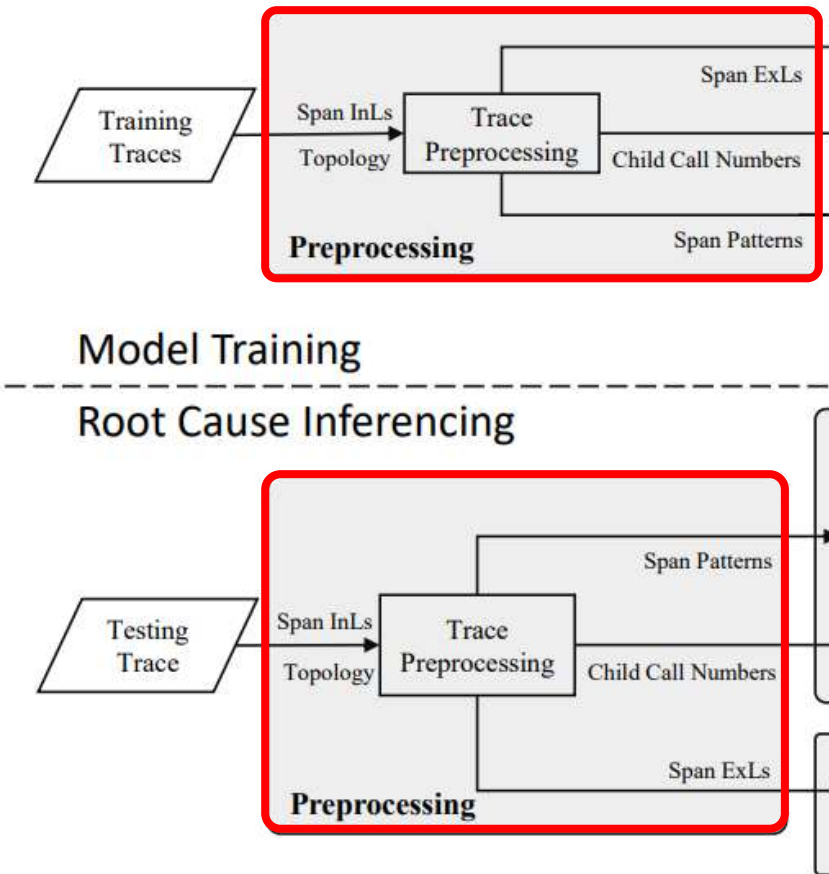 Span ExLs
Training
Traces
Span InLs
Topology
Trace
Preprocessing
Child Call Numbers
Span Patterns
Preprocessing
Model Training
Root Cause Inferencing
Span Patterns
Testing
Trace
Span InLs
Topology
Trace
Preprocessing
Child Call Numbers
Span ExLs
Preprocessing